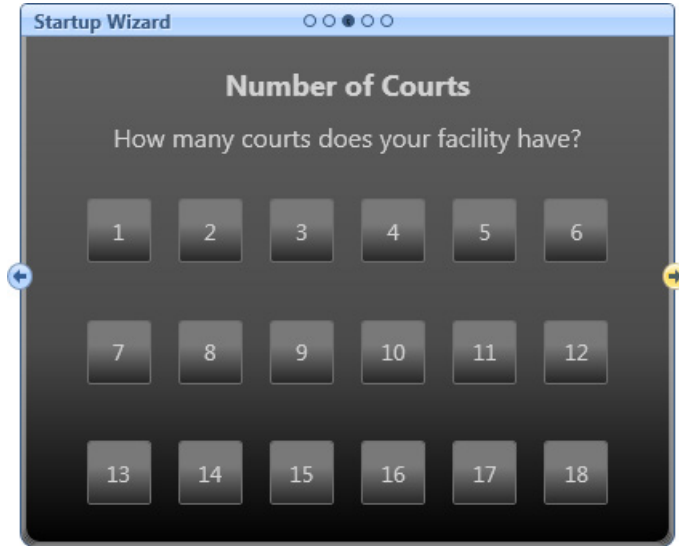 Startup Wizard
Number of Courts
How many courts does your facility have?
1 2 3 4 5 6
7 8 9 10 11 12
13 14 15 16 17 18